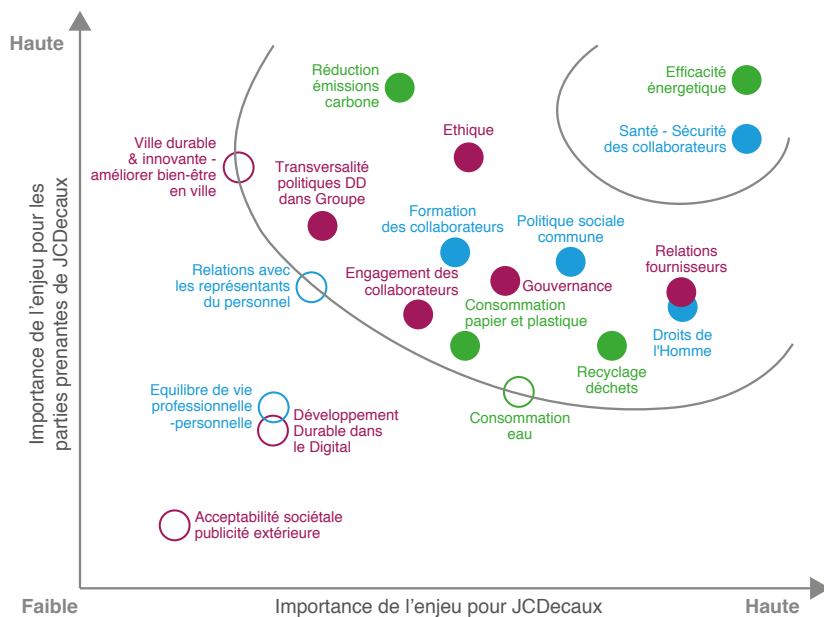 Haute
Réduction
émissions
carbone
Efficacité
énergetique
Ethique
Santé - Sécurité
des collaborateurs
Ville durable
& innovante -
améliorer bien-être
en ville
Transversalité
politiques DD
dans Groupe
Formation
des collaborateurs
Politique sociale
commune
Relations
fournisseurs
Relations avec
les représentants
du personnel
Engagement des
collaborateurs
Gouvernance
Consommation
papier et plastique
Droits de
l'Homme
Recyclage
déchets
Equilibre de vie
professionnelle
-personnelle
Développement
Durable dans
le Digital
Consommation
eau
Acceptabilité sociétale
publicité extérieure
Importance de l’enjeu pour les
parties prenantes de JCDecaux
Faible
Importance de l’enjeu pour JCDecaux
Haute